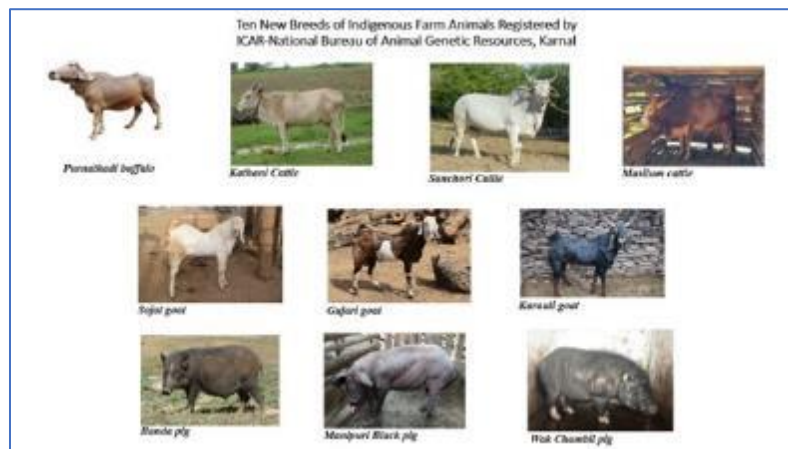 Ten New Breeds of Indigenous Farm Animals Registered by
ICAR-National Bureau of Animal Genetic Resources, Karnal
Purnathadi buffalo
Kathani Cattle
Sanchori Cattle
Masilum cattle
Sojat goat
Gujari goat
Karauli goat
Banda pig
Manipuri Black pig
Wak Chambil pig